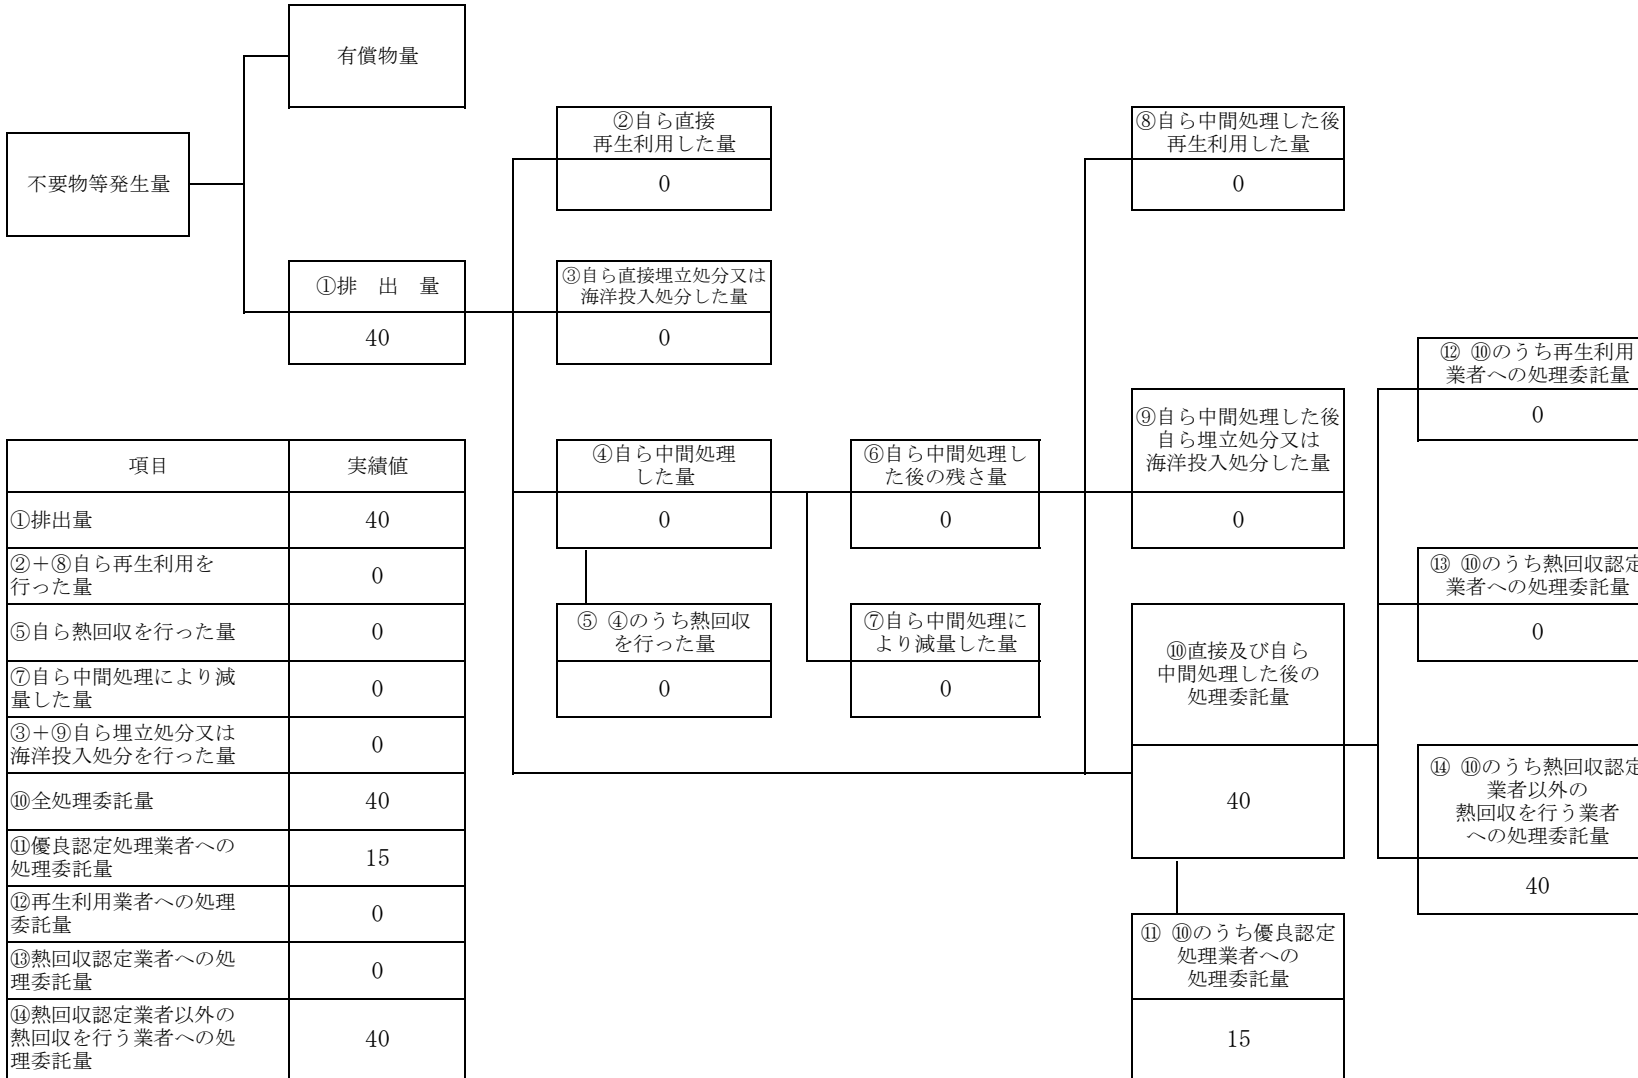 有償物量
不要物等発生量
①排　出　量
40
②自ら直接
再生利用した量
0
③自ら直接埋立処分又は
海洋投入処分した量
0
④自ら中間処理
した量
0
⑤ ④のうち熱回収
を行った量
0
⑥自ら中間処理し
た後の残さ量
0
⑦自ら中間処理に
より減量した量
0
⑧自ら中間処理した後
再生利用した量
0
⑨自ら中間処理した後
自ら埋立処分又は
海洋投入処分した量
0
⑩直接及び自ら
中間処理した後の
処理委託量
40
⑪ ⑩のうち優良認定
処理業者への
処理委託量
15
⑫ ⑩のうち再生利用
業者への処理委託量
0
⑬ ⑩のうち熱回収認定
業者への処理委託量
0
⑭ ⑩のうち熱回収認定
業者以外の
熱回収を行う業者
への処理委託量
40
項目 実績値
①排出量 40
②＋⑧自ら再生利用を
行った量 0
⑤自ら熱回収を行った量 0
⑦自ら中間処理により減
量した量 0
③＋⑨自ら埋立処分又は
海洋投入処分を行った量 0
⑩全処理委託量 40
⑪優良認定処理業者への
処理委託量 15
⑫再生利用業者への処理
委託量 0
⑬熱回収認定業者への処
理委託量 0
⑭熱回収認定業者以外の
熱回収を行う業者への処
理委託量 40